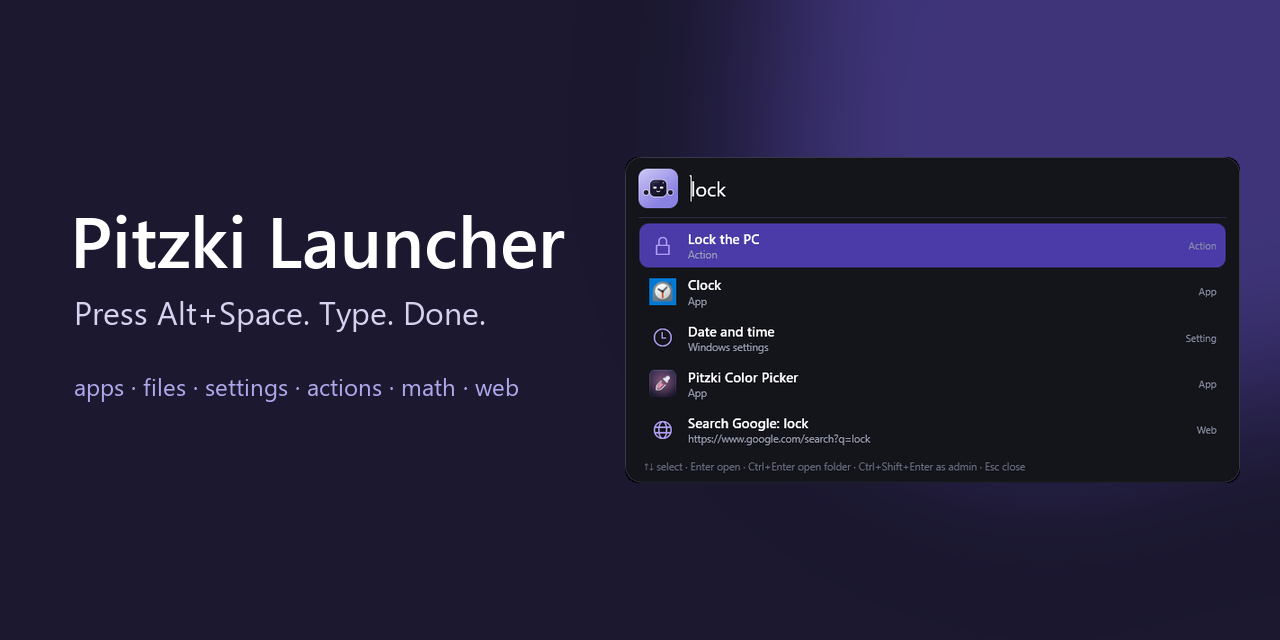 Pitzki Launcher
Press Alt+Space. Type. Done.
apps · files · settings · actions · math · web
lock
Lock the PC
Action
Action
Clock
App
App
Date and time
Windows settings
Setting
Pitzki Color Picker
App
App
Search Google: lock
https://www.google.com/search?q=lock
Web
↑↓ select · Enter open · Ctrl+Enter open folder · Ctrl+Shift+Enter as admin · Esc close